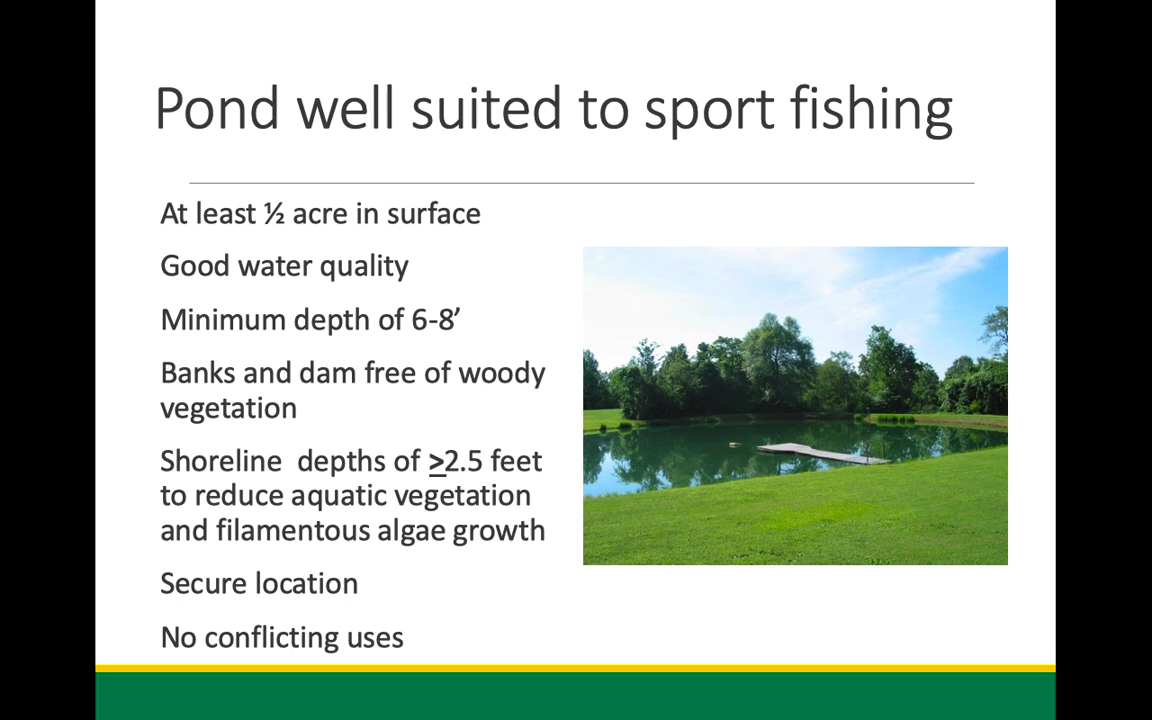 Pond well suited to sport fishing
At least ½ acre in surface
Good water quality
Minimum depth of 6-8’
Banks and dam free of woody
vegetation
Shoreline  depths of ≥2.5 feet
to reduce aquatic vegetation
and filamentous algae growth
Secure location
No conflicting uses